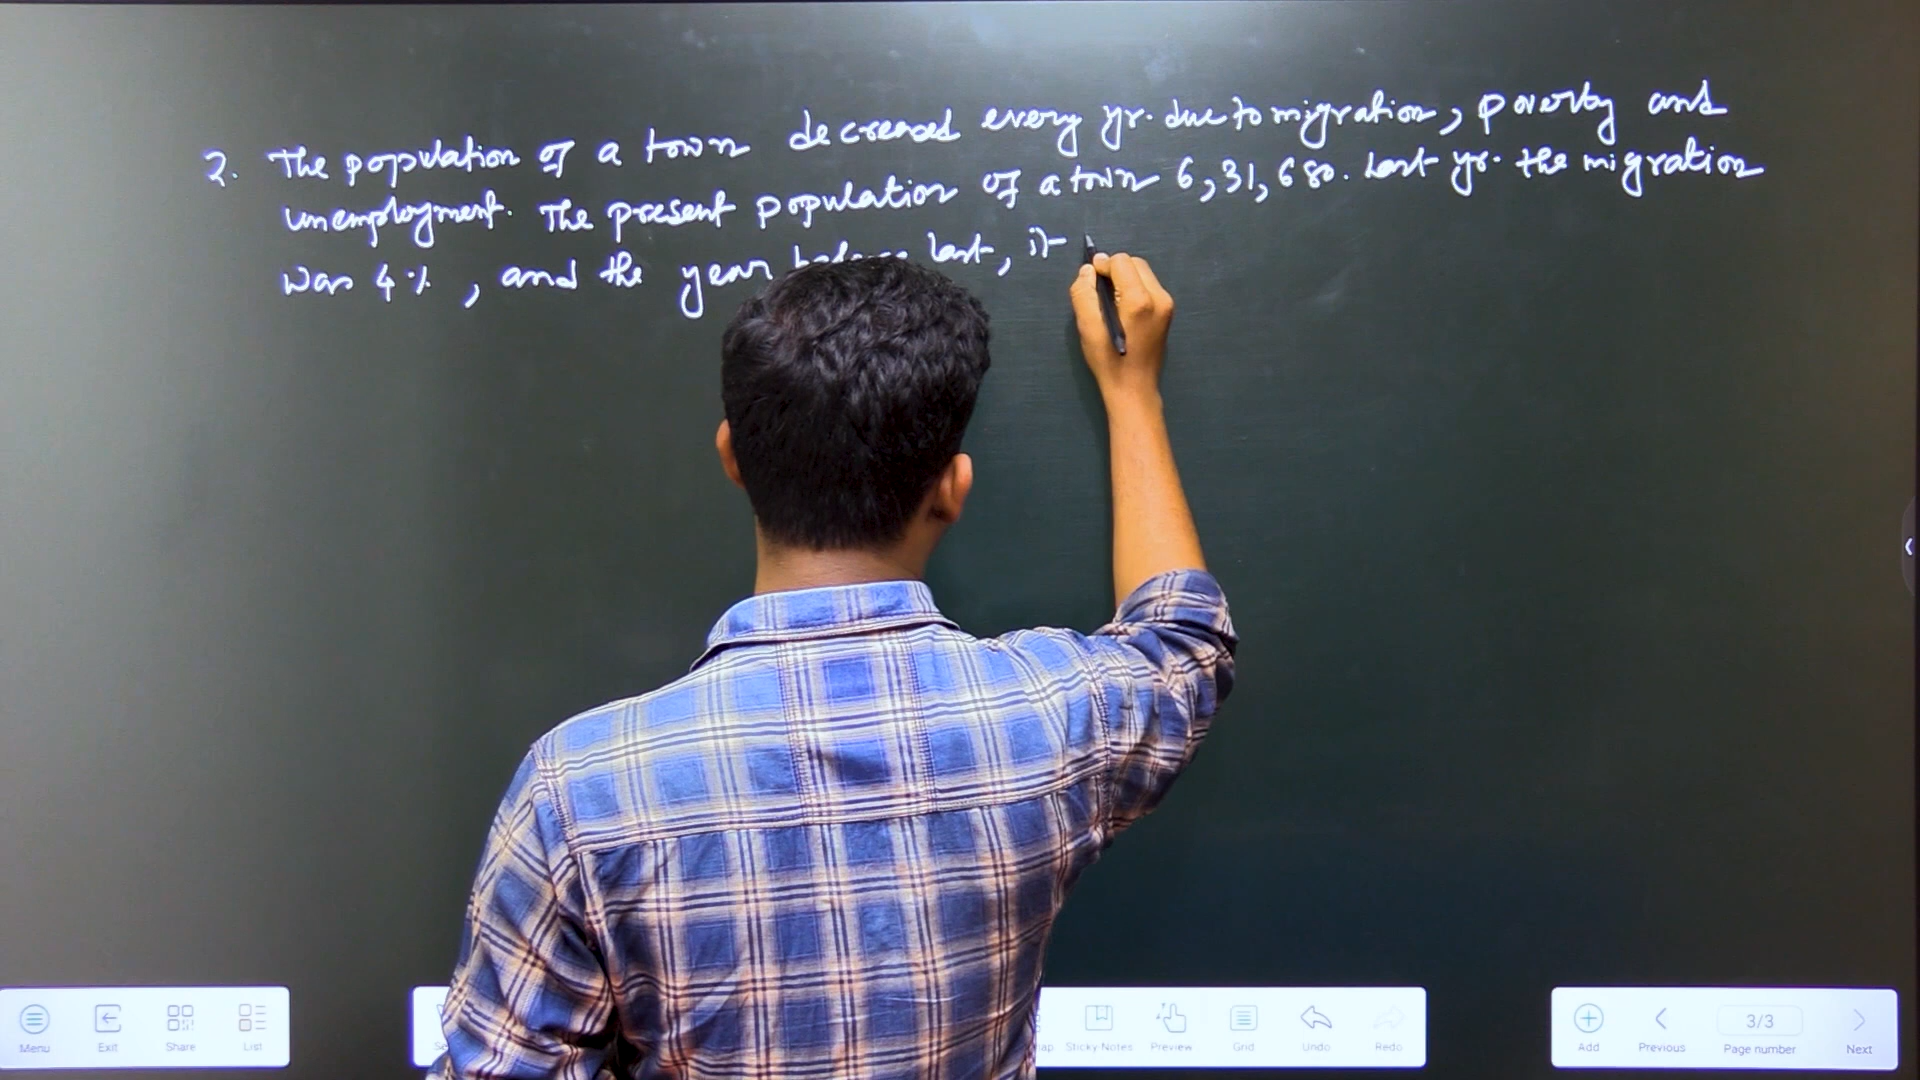 2. The population of a town decreased every yr. due to migration, poverty and
unemployment. The present population of a town 6,31,680. Last yr. the migration
was 4%, and the year before last, it
Menu
Exit
Share
List
Sticky Notes
Preview
Grid
Undo
Redo
Add
Previous
3/3
Page number
Next